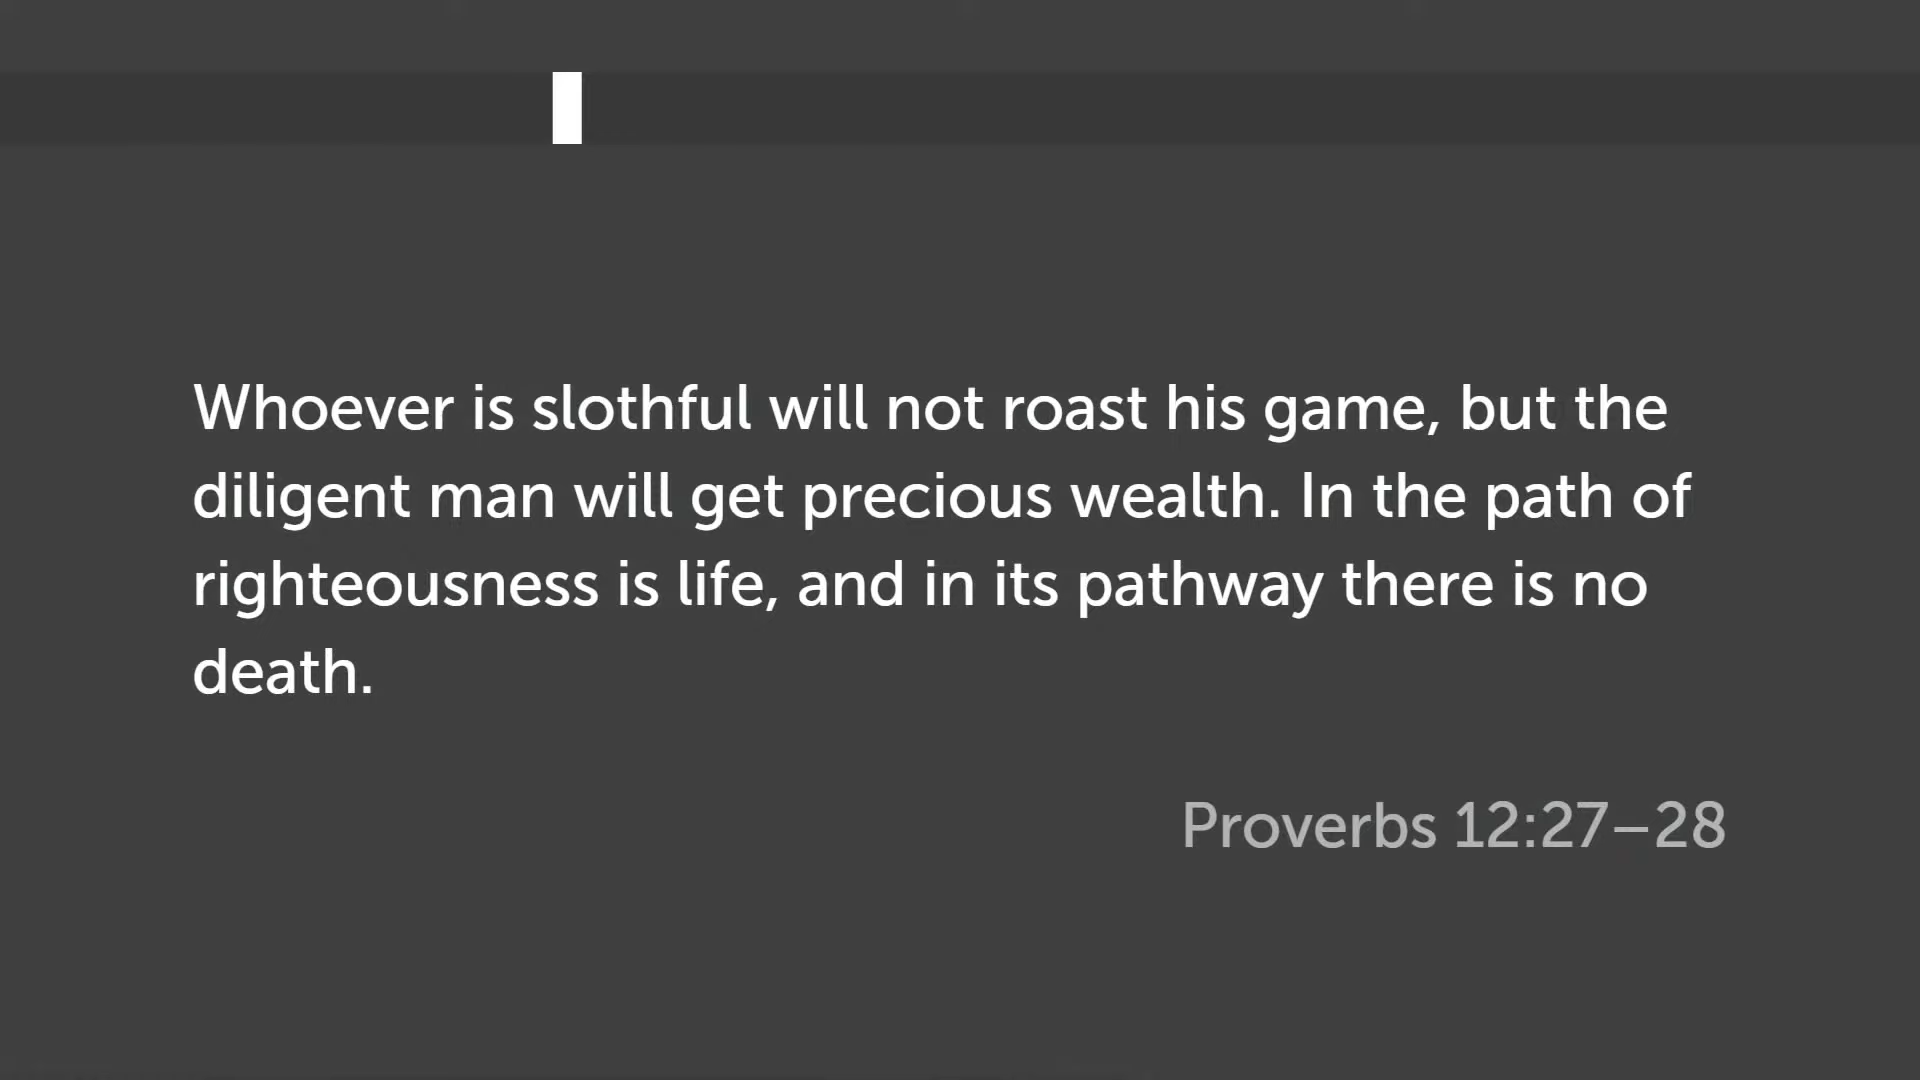 Whoever is slothful will not roast his game, but the
diligent man will get precious wealth. In the path of
righteousness is life, and in its pathway there is no
death.
Proverbs 12:27–28